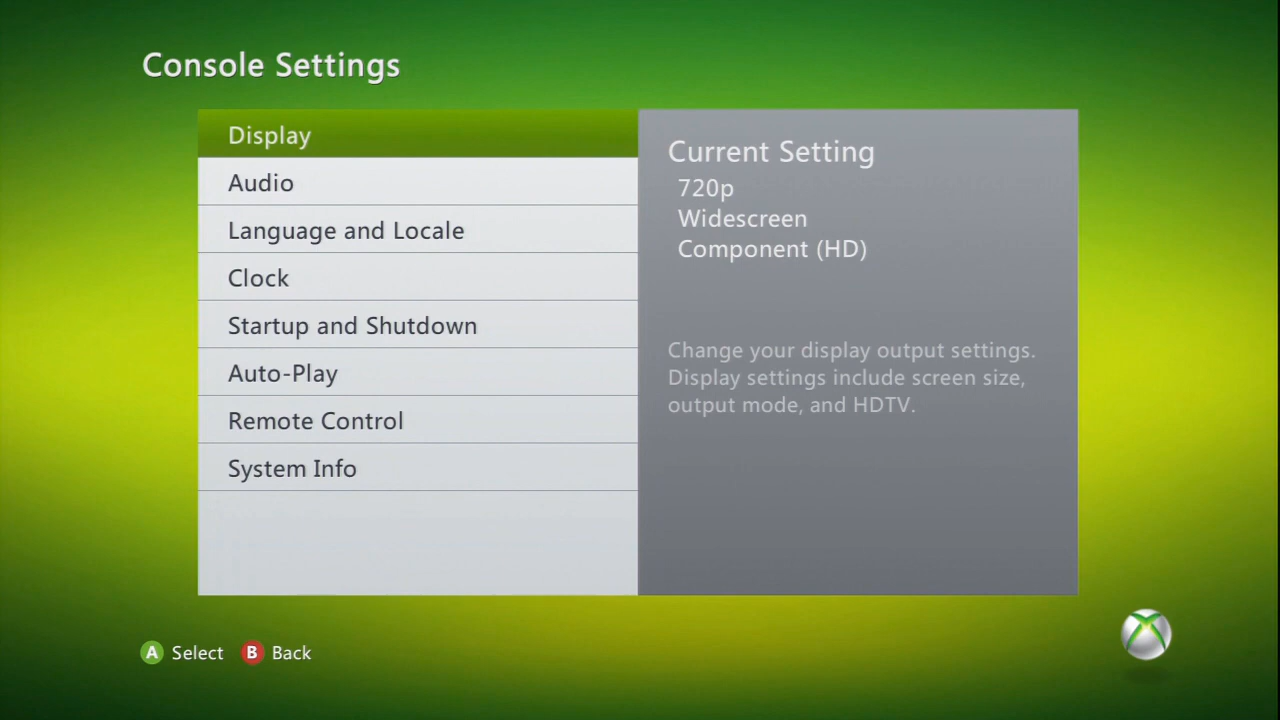 Console Settings
Display
Audio
Language and Locale
Clock
Startup and Shutdown
Auto-Play
Remote Control
System Info
Current Setting
720p
Widescreen
Component (HD)
Change your display output settings.
Display settings include screen size,
output mode, and HDTV.
A Select B Back